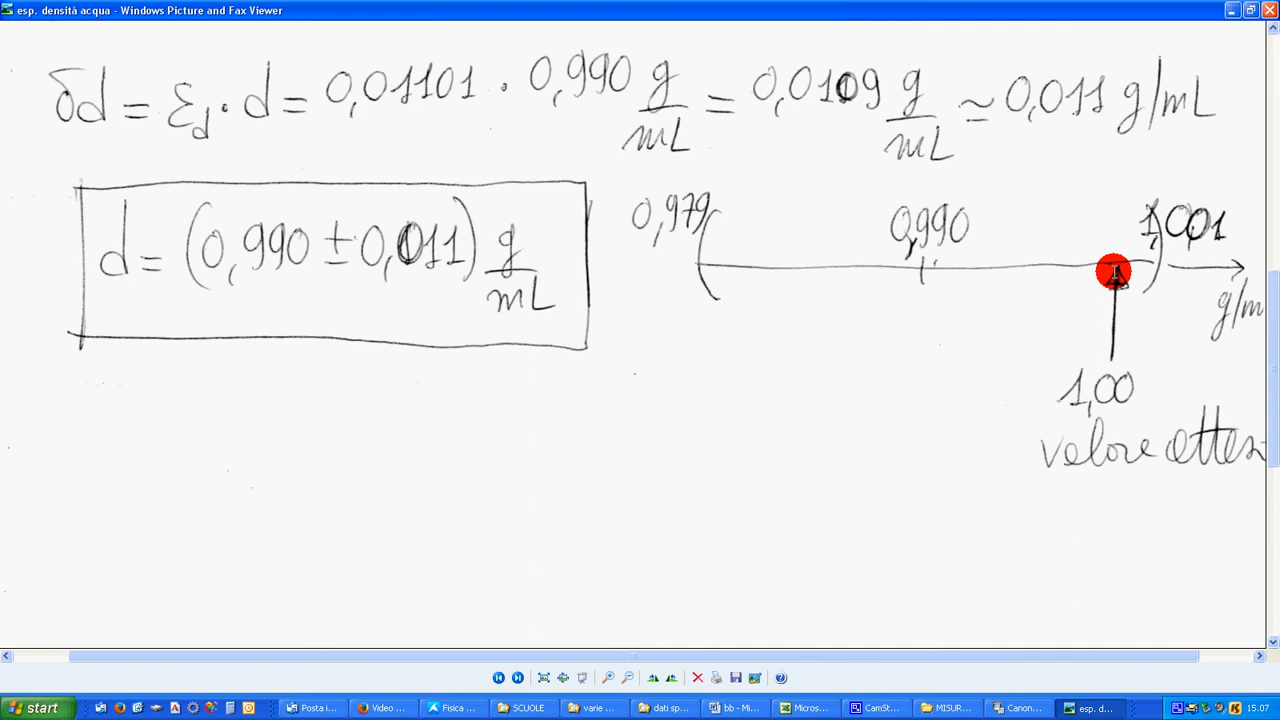 esp. densità acqua - Windows Picture and Fax Viewer
δd = ε_d · d = 0,01101 · 0,990 g/mL = 0,0109 g/mL ≃ 0,011 g/mL
d = (0,990 ± 0,011) g/mL
0,979 0,990 1,001
g/m
1,00
valore attes
start Posta i... Video ... Fisica ... SCUOLE varie ... dati sp... bb - Mi... Micros... CamSt... MISUR... Canon... esp. d... 15.07